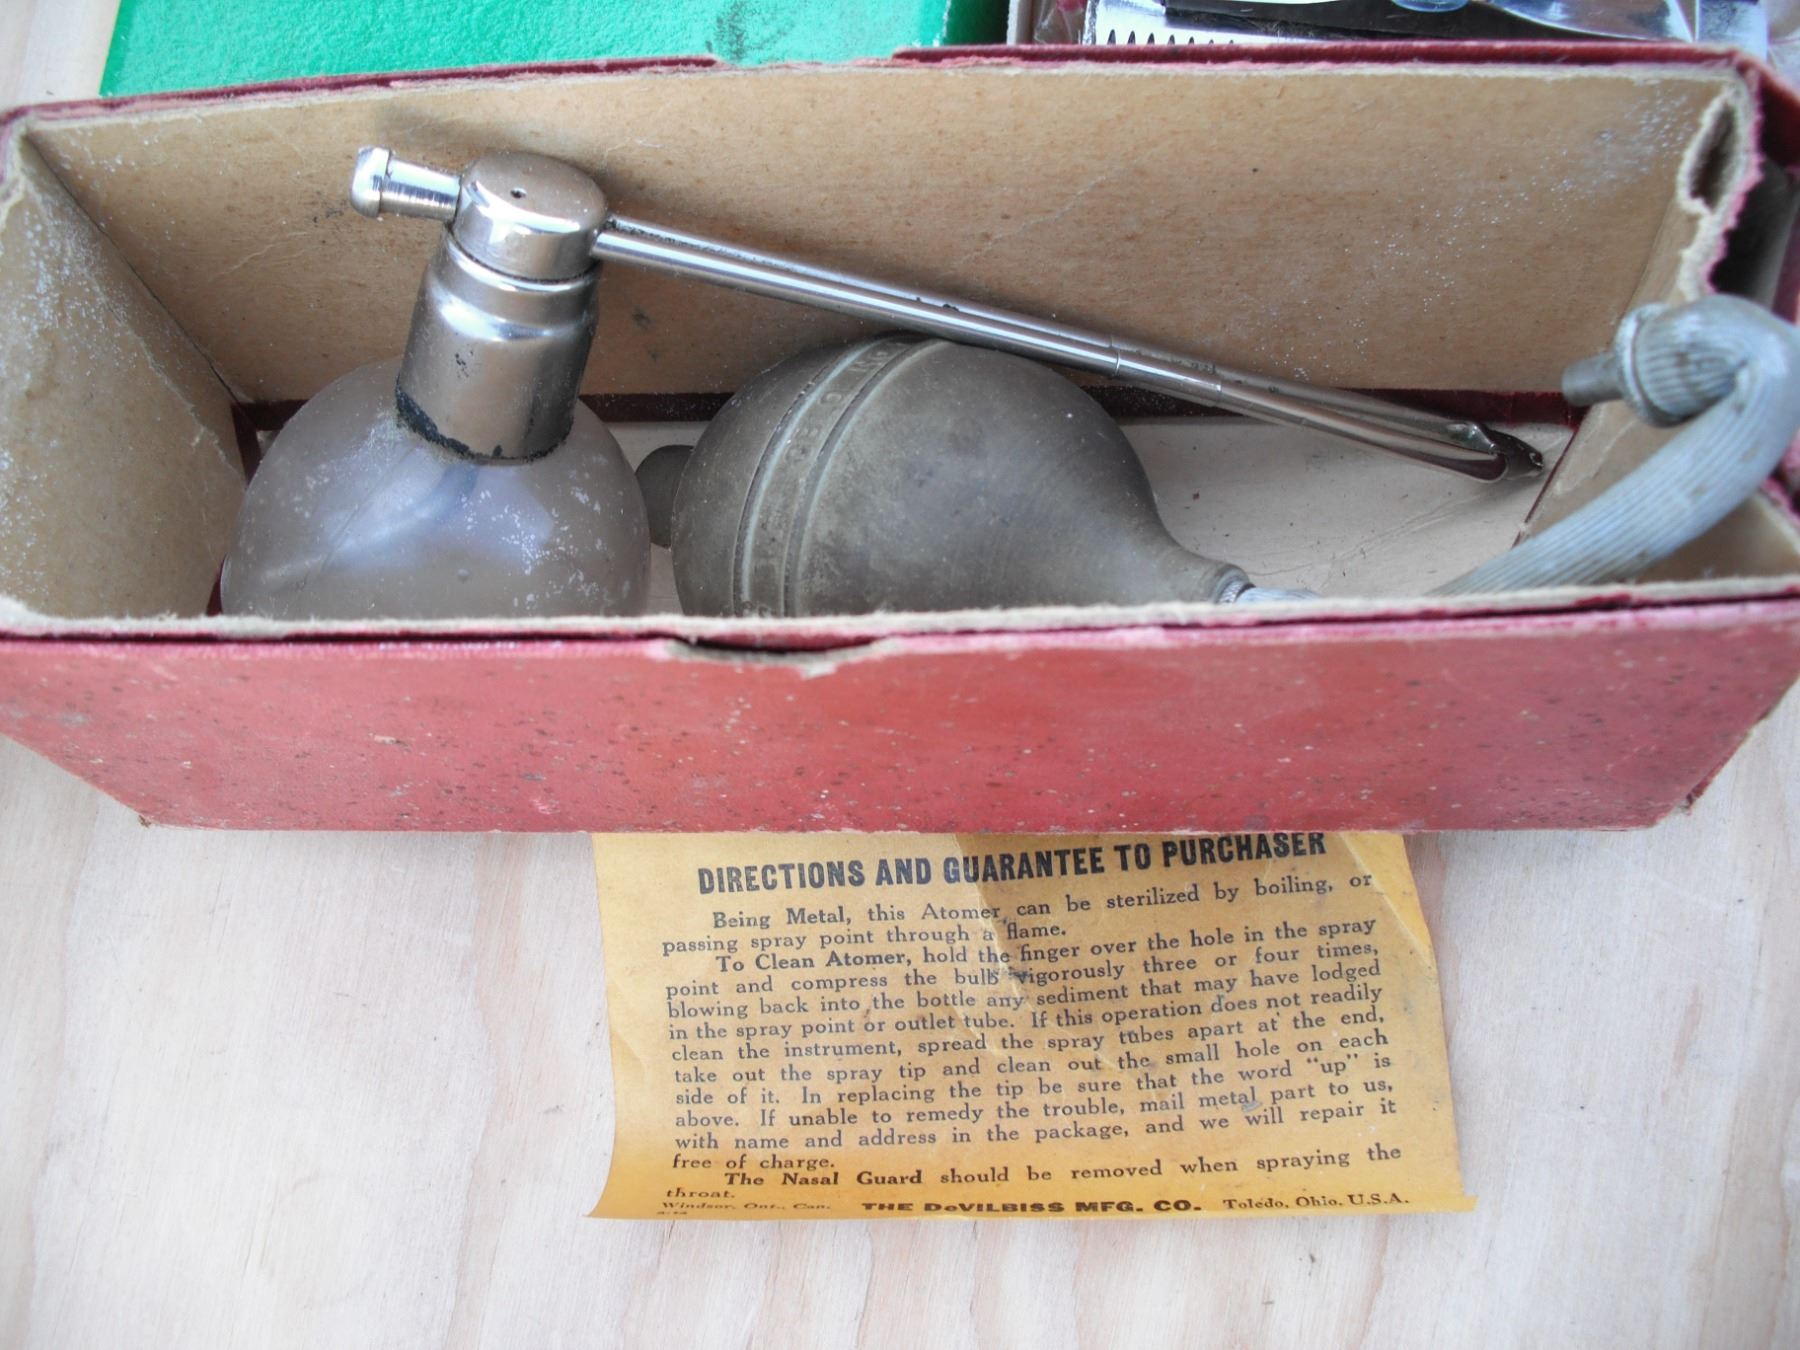 DIRECTIONS AND GUARANTEE TO PURCHASER
Being Metal, this Atomer can be sterilized by boiling, or
passing spray point through a flame.
To Clean Atomer, hold the finger over the hole in the spray
point and compress the bulb vigorously three or four times,
blowing back into the bottle any sediment that may have lodged
in the spray point or outlet tube. If this operation does not readily
clean the instrument, spread the spray tubes apart at the end,
take out the spray tip and clean out the small hole on each
side of it. In replacing the tip be sure that the word "up" is
above. If unable to remedy the trouble, mail metal part to us,
with name and address in the package, and we will repair it
free of charge.
The Nasal Guard should be removed when spraying the
throat.
Windsor, Ont., Can. THE DeVILBISS MFG. CO. Toledo, Ohio, U.S.A.